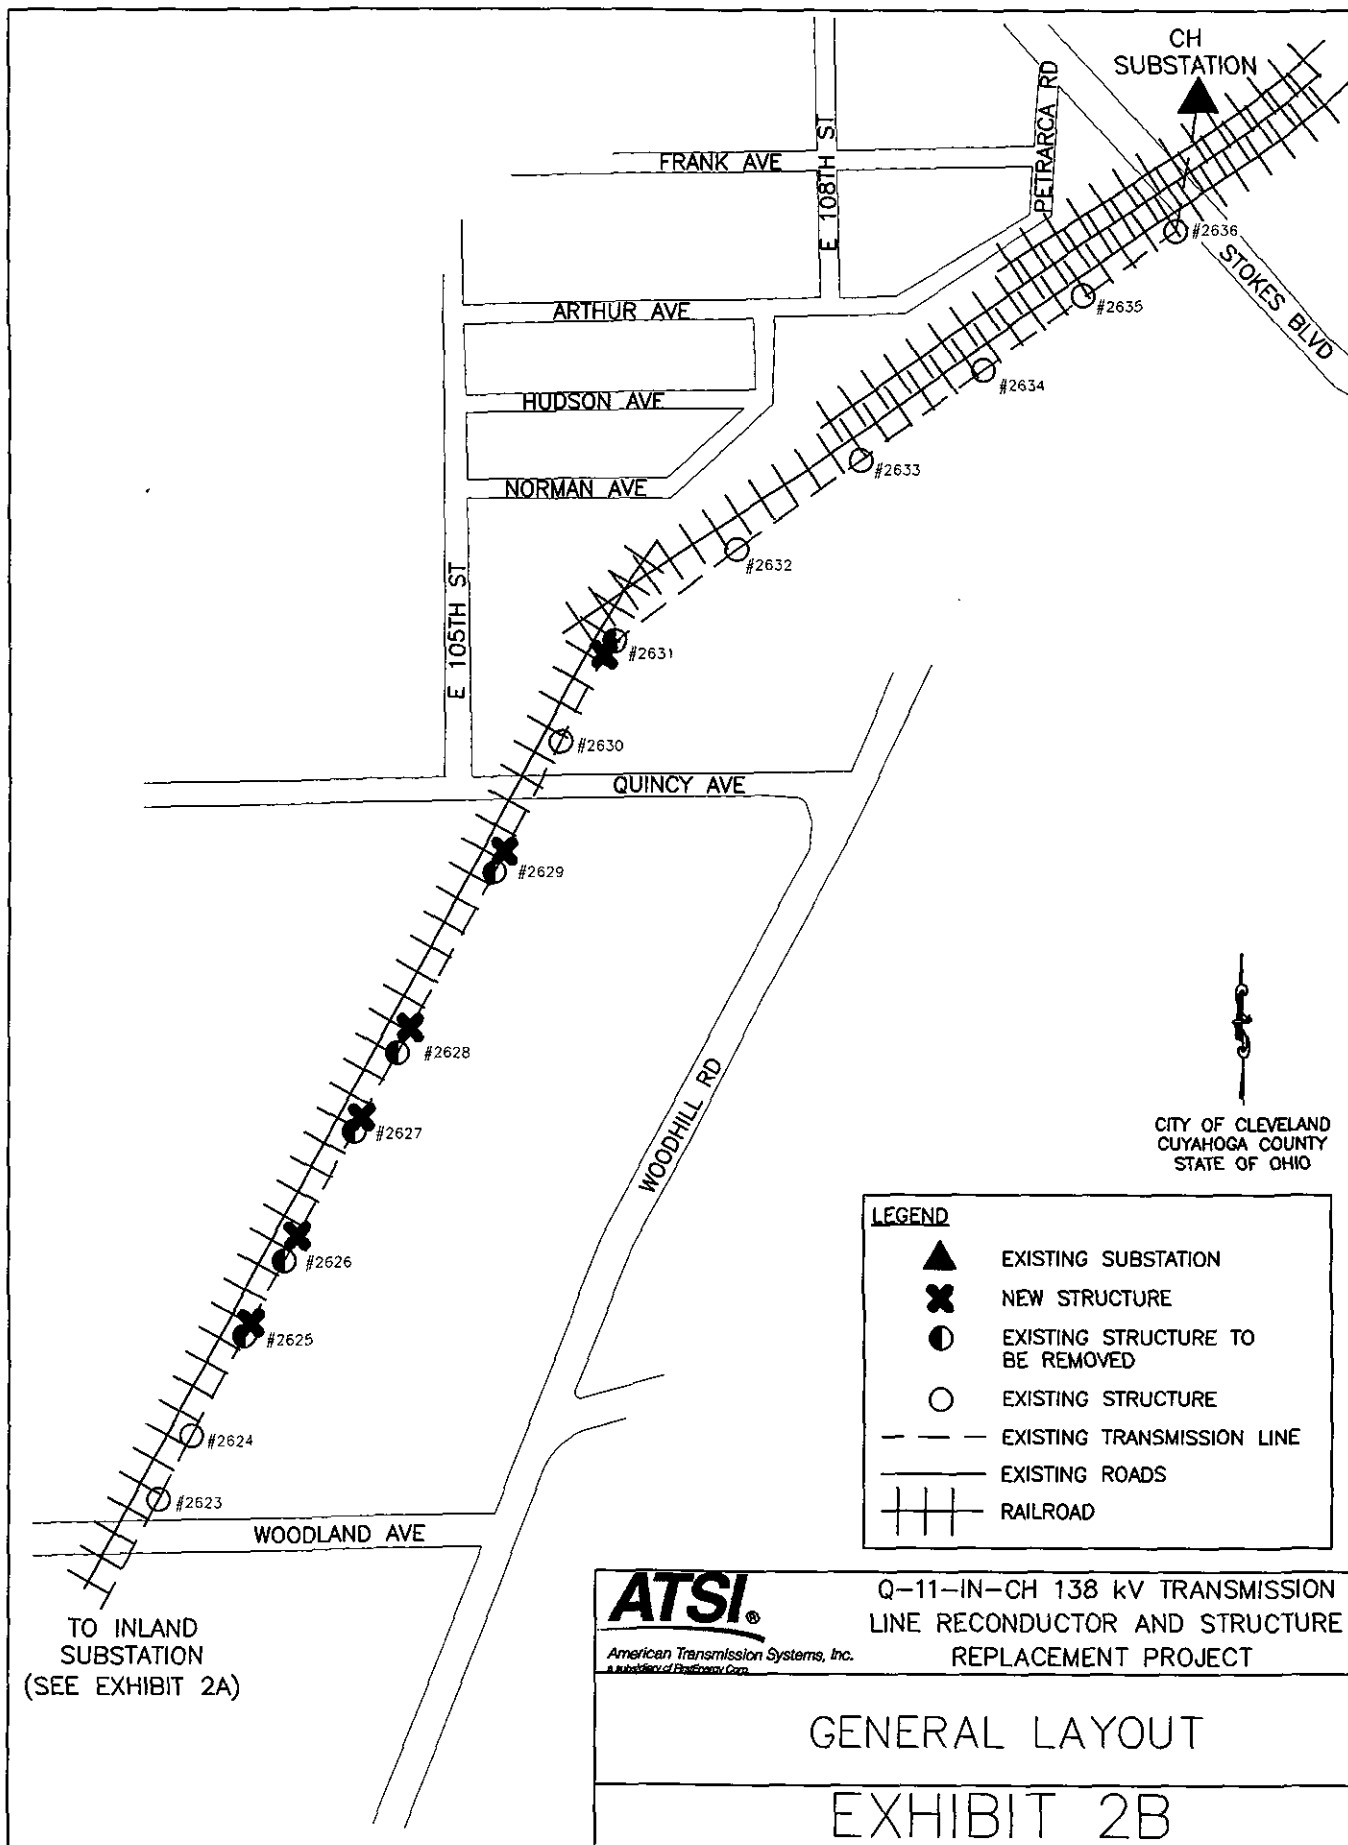 CH
SUBSTATION
PETRARCA RD
E 108TH ST
FRANK AVE
#2636
STOKES BLVD
#2635
ARTHUR AVE
#2634
HUDSON AVE
#2633
NORMAN AVE
#2632
E 105TH ST
#2631
#2630
QUINCY AVE
#2629
#2628
WOODHILL RD
#2627
CITY OF CLEVELAND
CUYAHOGA COUNTY
STATE OF OHIO
#2626
#2625
#2624
#2623
WOODLAND AVE
TO INLAND
SUBSTATION
(SEE EXHIBIT 2A)
LEGEND
EXISTING SUBSTATION
NEW STRUCTURE
EXISTING STRUCTURE TO
BE REMOVED
EXISTING STRUCTURE
EXISTING TRANSMISSION LINE
EXISTING ROADS
RAILROAD
ATSI®
American Transmission Systems, Inc.
a subsidiary of FirstEnergy Corp.
Q-11-IN-CH 138 kV TRANSMISSION
LINE RECONDUCTOR AND STRUCTURE
REPLACEMENT PROJECT
GENERAL LAYOUT
EXHIBIT 2B